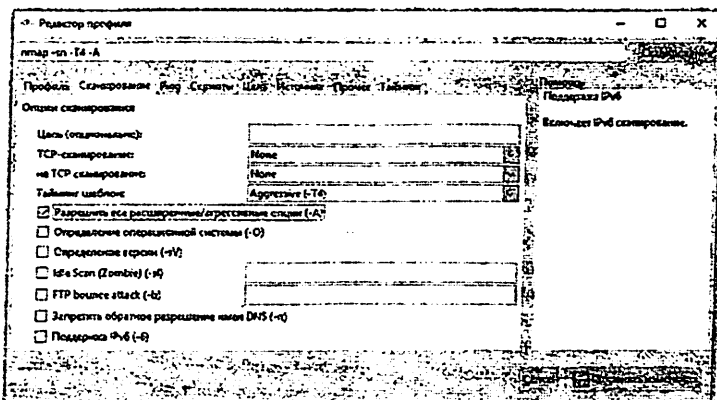 Редактор профиля
nmap -sn -T4 -A
Профиль Сканирование Ping Скрипты Цель Источник Прочее Тайминг
Помощь
Поддержка IPv6
Включает IPv6 сканирование.
Опции сканирования
Цель (опционально):
TCP-сканирование: None
не TCP сканирование: None
Тайминг шаблон: Aggressive (-T4)
Разрешить все расширенные/агрессивные опции (-A)
Определение операционной системы (-O)
Определение версии (-sV)
Idle Scan (Zombie) (-sI)
FTP bounce attack (-b)
Запретить обратное разрешение имен DNS (-n)
Поддержка IPv6 (-6)